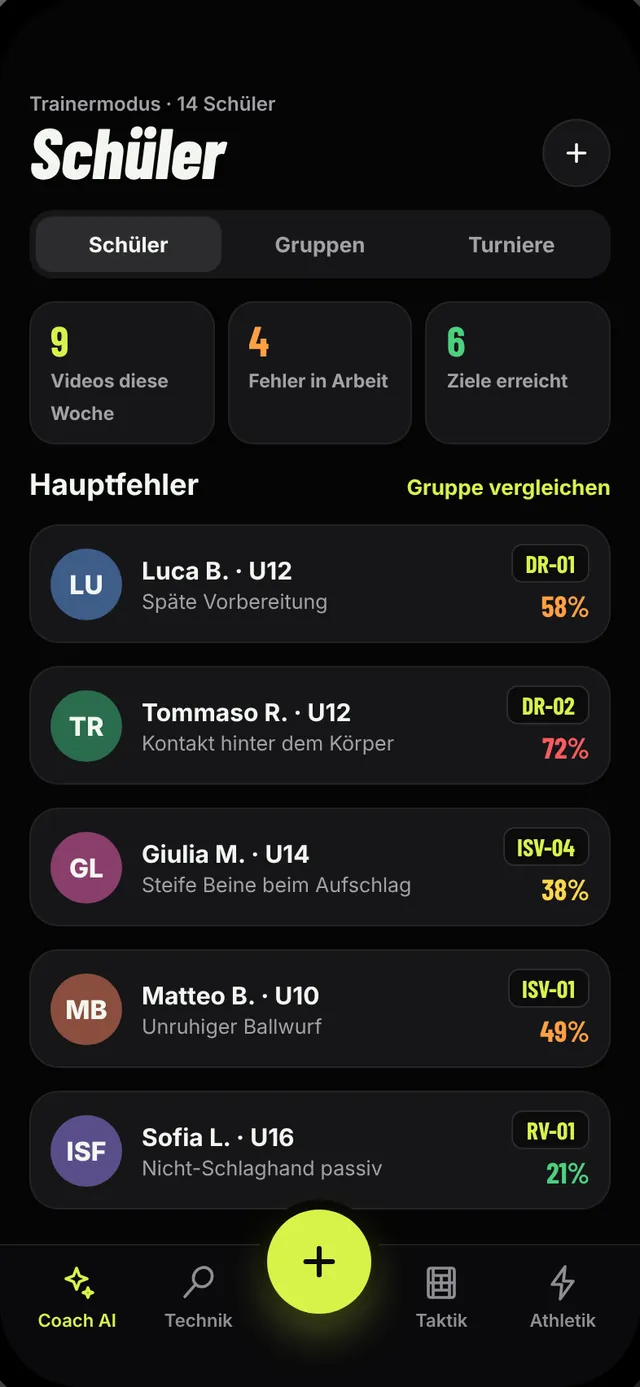 Trainermodus · 14 Schüler
Schüler
Schüler
Gruppen
Turniere
9
Videos diese
Woche
4
Fehler in Arbeit
6
Ziele erreicht
Hauptfehler
Gruppe vergleichen
LU
Luca B. · U12
Späte Vorbereitung
DR-01
58%
TR
Tommaso R. · U12
Kontakt hinter dem Körper
DR-02
72%
GL
Giulia M. · U14
Steife Beine beim Aufschlag
ISV-04
38%
MB
Matteo B. · U10
Unruhiger Ballwurf
ISV-01
49%
ISF
Sofia L. · U16
Nicht-Schlaghand passiv
RV-01
21%
Coach AI
Technik
Taktik
Athletik